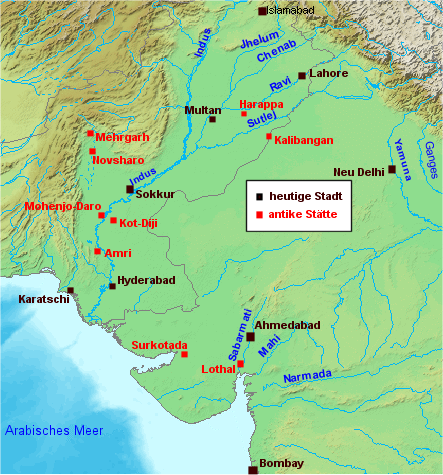 Islamabad
Indus
Jhelum
Chenab
Lahore
Ravi
Multan
Harappa
Sutlej
Kalibangan
Mehrgarh
Novsharo
Yamuna
Ganges
Neu Delhi
Indus
Sokkur
heutige Stadt
antike Stätte
Mohenjo-Daro
Kot-Diji
Amri
Hyderabad
Karatschi
Ahmedabad
Sabarmati
Mahi
Surkotada
Lothal
Narmada
Arabisches Meer
Bombay